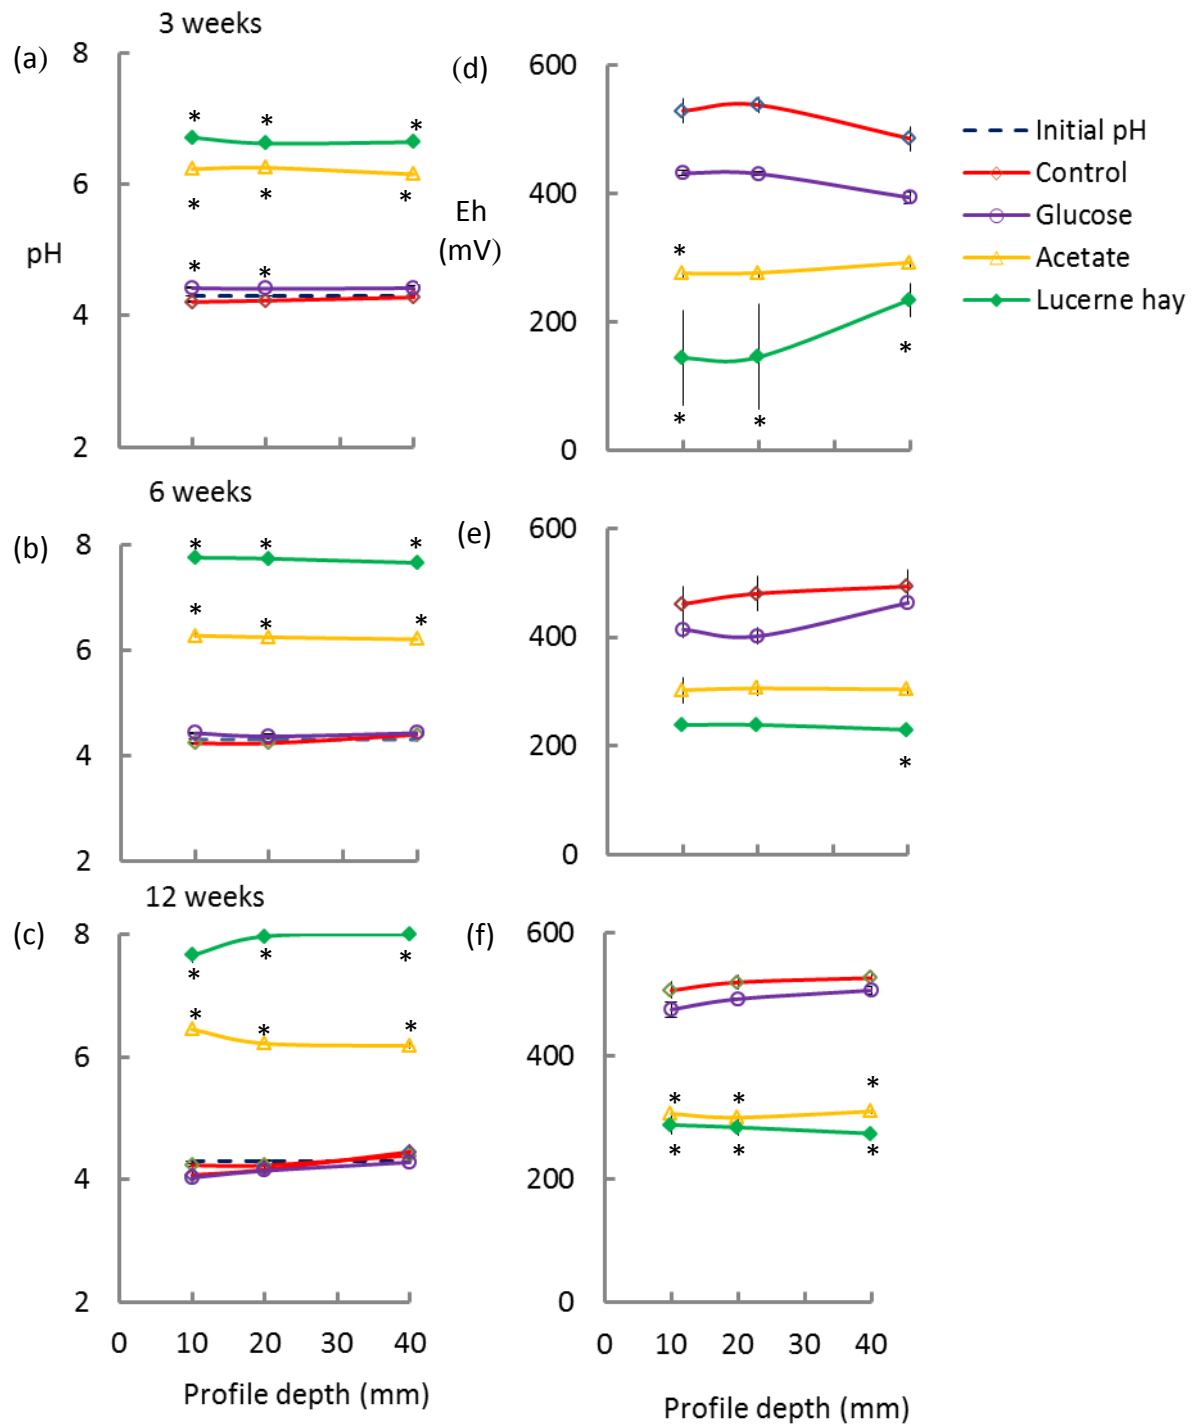 3 weeks
(a)
8
6
pH
4
2
*
*
*
*
*
*
*
*
(d)
600
400
Eh
(mV)
200
0
*
*
*
*
Initial pH
Control
Glucose
Acetate
Lucerne hay
6 weeks
(b)
8
6
4
2
*
*
*
*
*
*
(e)
600
400
200
0
*
12 weeks
(c)
8
6
4
2
*
*
*
*
*
*
0 10 20 30 40
Profile depth (mm)
(f)
600
400
200
0
*
*
*
*
*
*
0 10 20 30 40
Profile depth (mm)